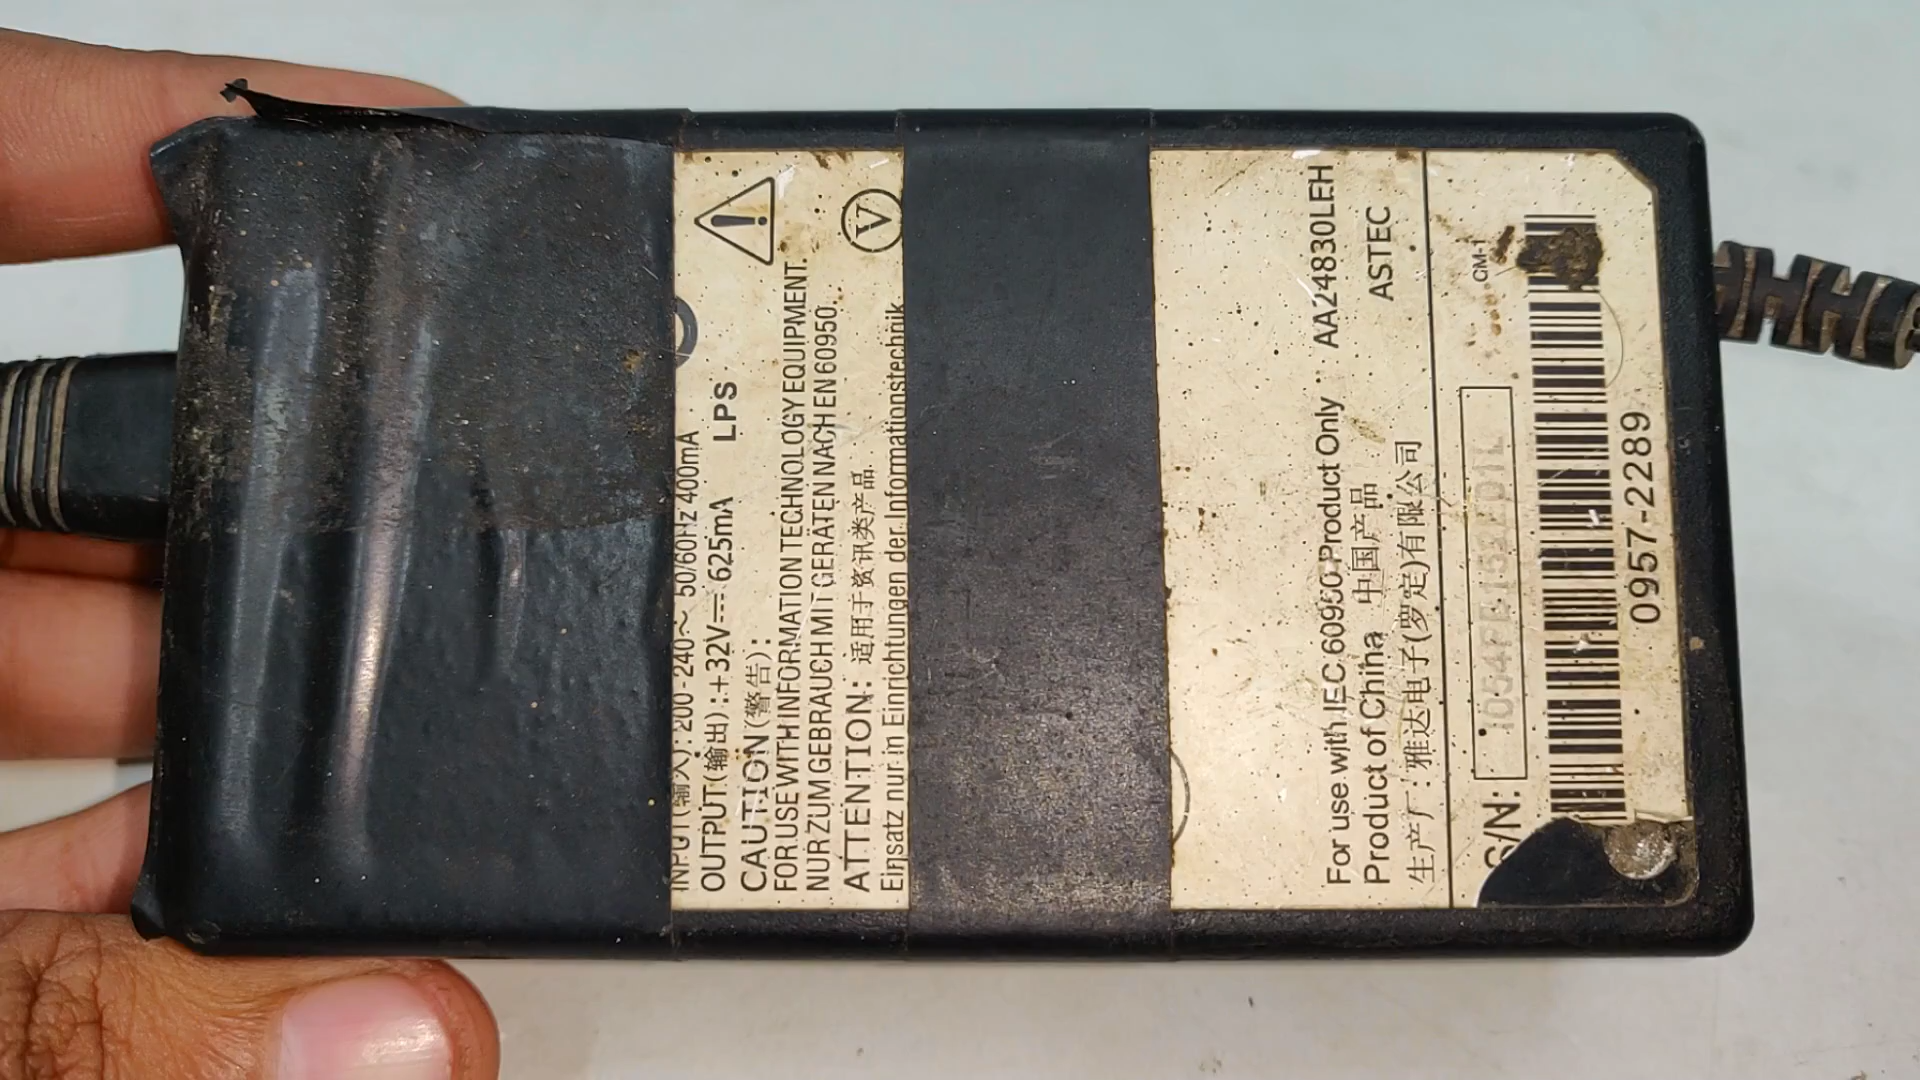 INPUT(输入): 200-240～ 50/60Hz 400mA
OUTPUT(输出):+32V⎓625mA LPS
CAUTION(警告):
FOR USE WITH INFORMATION TECHNOLOGY EQUIPMENT.
NUR ZUM GEBRAUCH MIT GERÄTEN NACH EN60950.
ATTENTION: 适用于资讯类产品
Einsatz nur in Einrichtungen der Informationstechnik
V
For use with IEC 60950 Product Only AA24830LEH
Product of China 中国产品 ASTEC
生产厂:雅达电子(罗定)有限公司
S/N:
CM-1
0957-2289